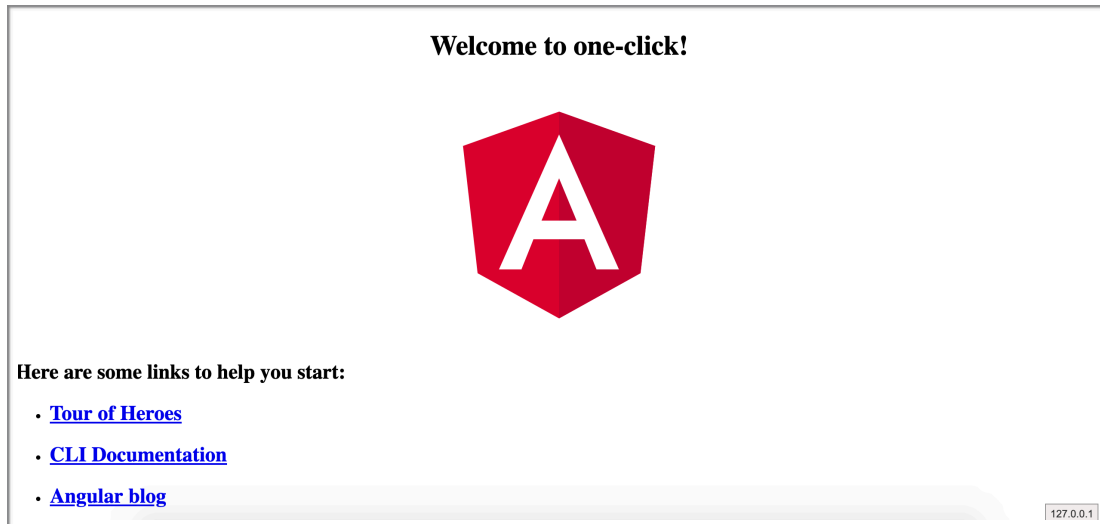 Welcome to one-click!
A
Here are some links to help you start:
Tour of Heroes
CLI Documentation
Angular blog
127.0.0.1